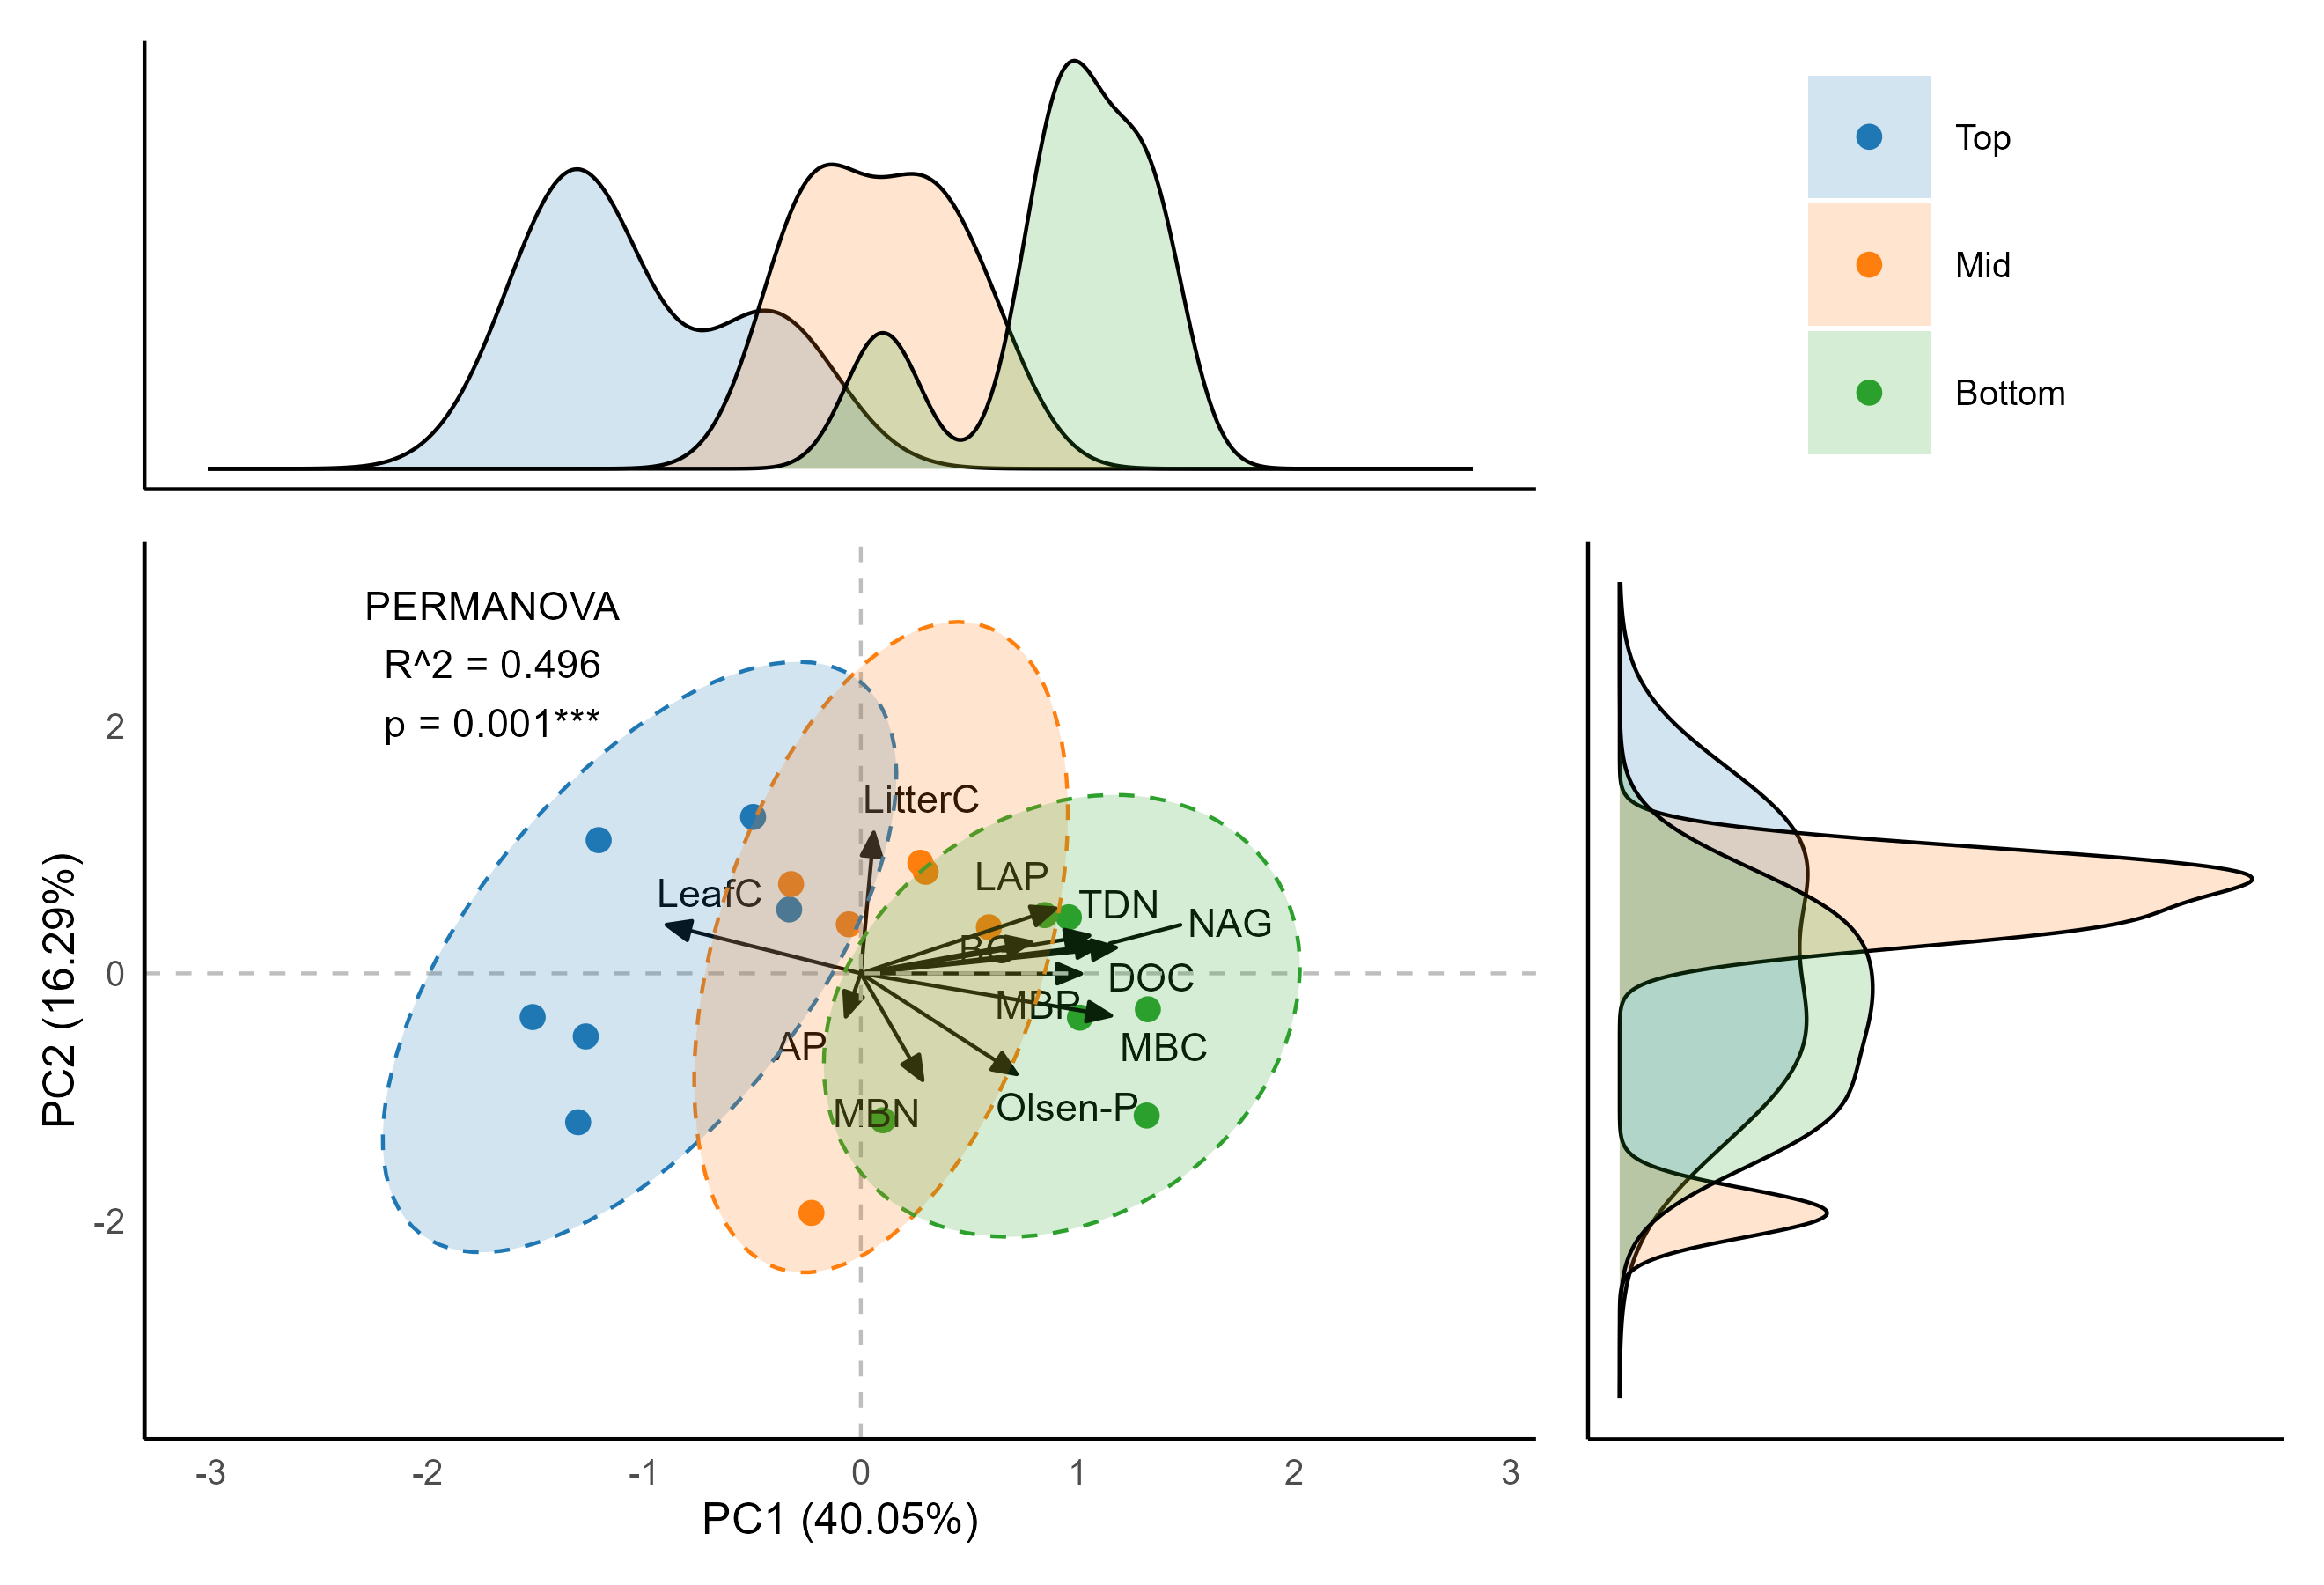 Top
Mid
Bottom
PERMANOVA
R^2 = 0.496
p = 0.001***
2
0
-2
PC2 (16.29%)
LitterC
LeafC
LAP
TDN
NAG
BG
DOC
MBP
AP
MBC
MBN
Olsen-P
-3
-2
-1
0
1
2
3
PC1 (40.05%)